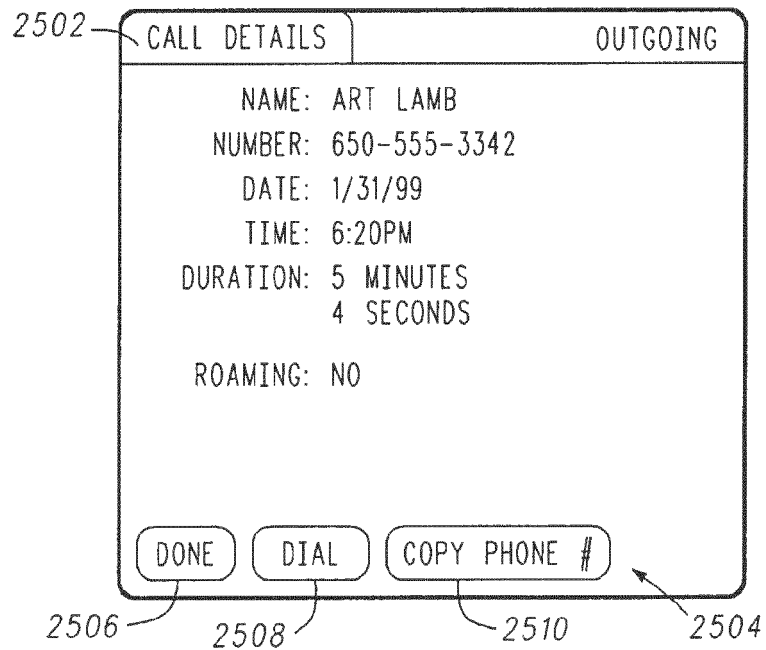 2502
CALL DETAILS OUTGOING
NAME: ART LAMB
NUMBER: 650-555-3342
DATE: 1/31/99
TIME: 6:20PM
DURATION: 5 MINUTES
4 SECONDS
ROAMING: NO
DONE DIAL COPY PHONE #
2506 2508 2510 2504